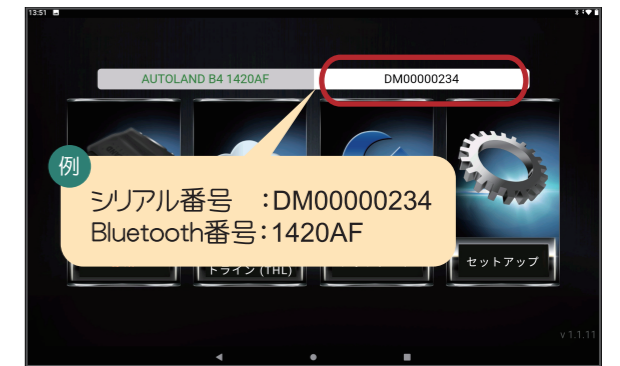 13:51
AUTOLAND B4 1420AF
DM00000234
例
シリアル番号 :DM00000234
Bluetooth番号:1420AF
トライン (THL)
セットアップ
v 1.1.11